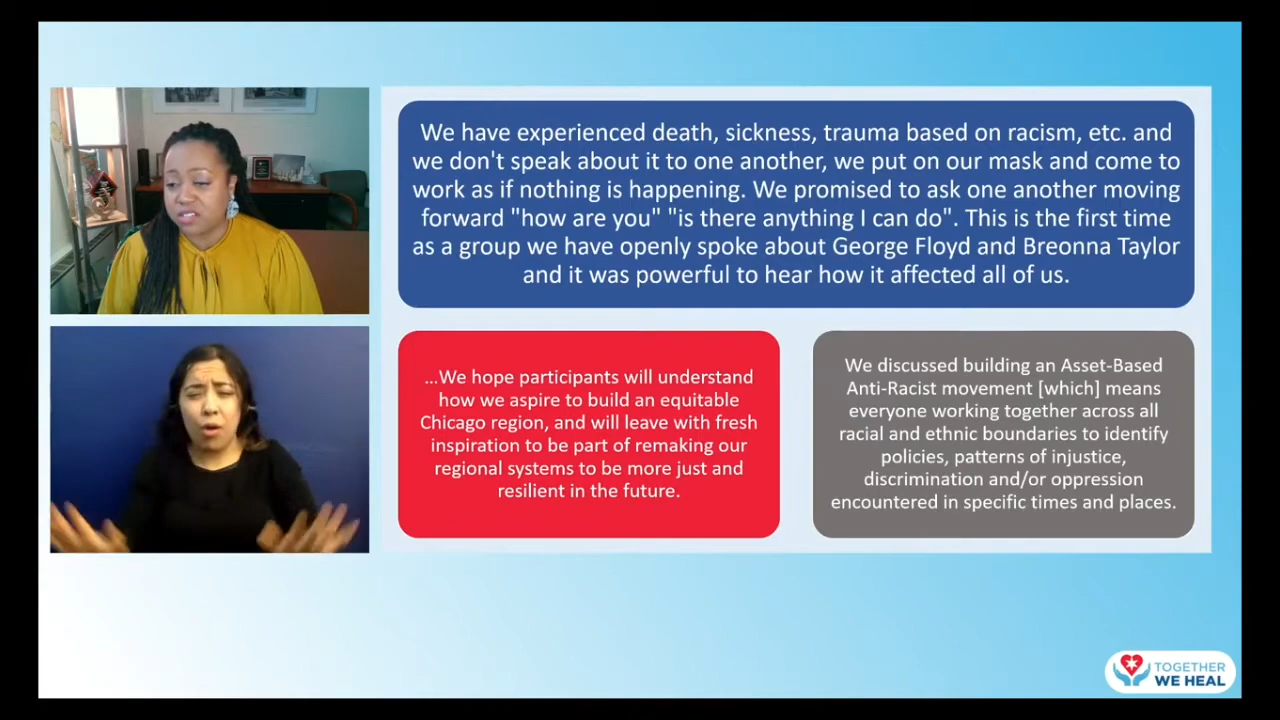 We have experienced death, sickness, trauma based on racism, etc. and
we don't speak about it to one another, we put on our mask and come to
work as if nothing is happening. We promised to ask one another moving
forward "how are you" "is there anything I can do". This is the first time
as a group we have openly spoke about George Floyd and Breonna Taylor
and it was powerful to hear how it affected all of us.
...We hope participants will understand
how we aspire to build an equitable
Chicago region, and will leave with fresh
inspiration to be part of remaking our
regional systems to be more just and
resilient in the future.
We discussed building an Asset-Based
Anti-Racist movement [which] means
everyone working together across all
racial and ethnic boundaries to identify
policies, patterns of injustice,
discrimination and/or oppression
encountered in specific times and places.
TOGETHER
WE HEAL